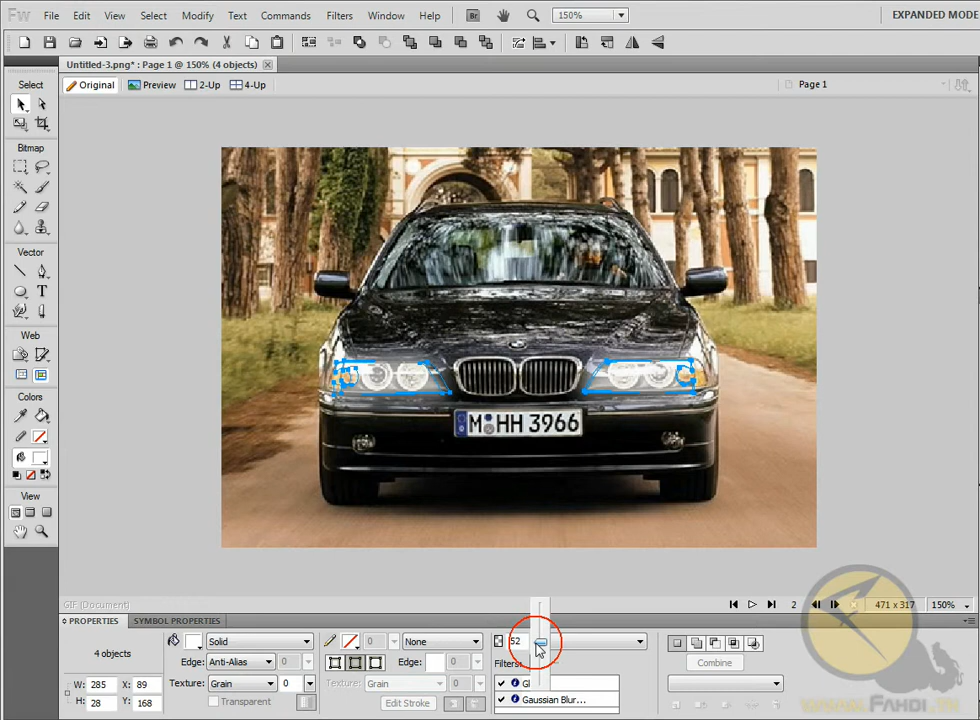 Fw File Edit View Select Modify Text Commands Filters Window Help Br 150% EXPANDED MODE
Untitled-3.png* : Page 1 @ 150% (4 objects)
Select Original Preview 2-Up 4-Up Page 1
Bitmap
Vector
T
Web
Colors
M HH 3966
View
GIF (Document) 2 471 x 317 150%
PROPERTIES SYMBOL PROPERTIES
Solid 0 None 52
4 objects Edge: Anti-Alias 0 Edge: 0 Filters: Combine
W: 285 X: 89 Texture: Grain 0 Texture: Grain 0 Gl
H: 28 Y: 168 Transparent Edit Stroke Gaussian Blur...
FAHDI.TV